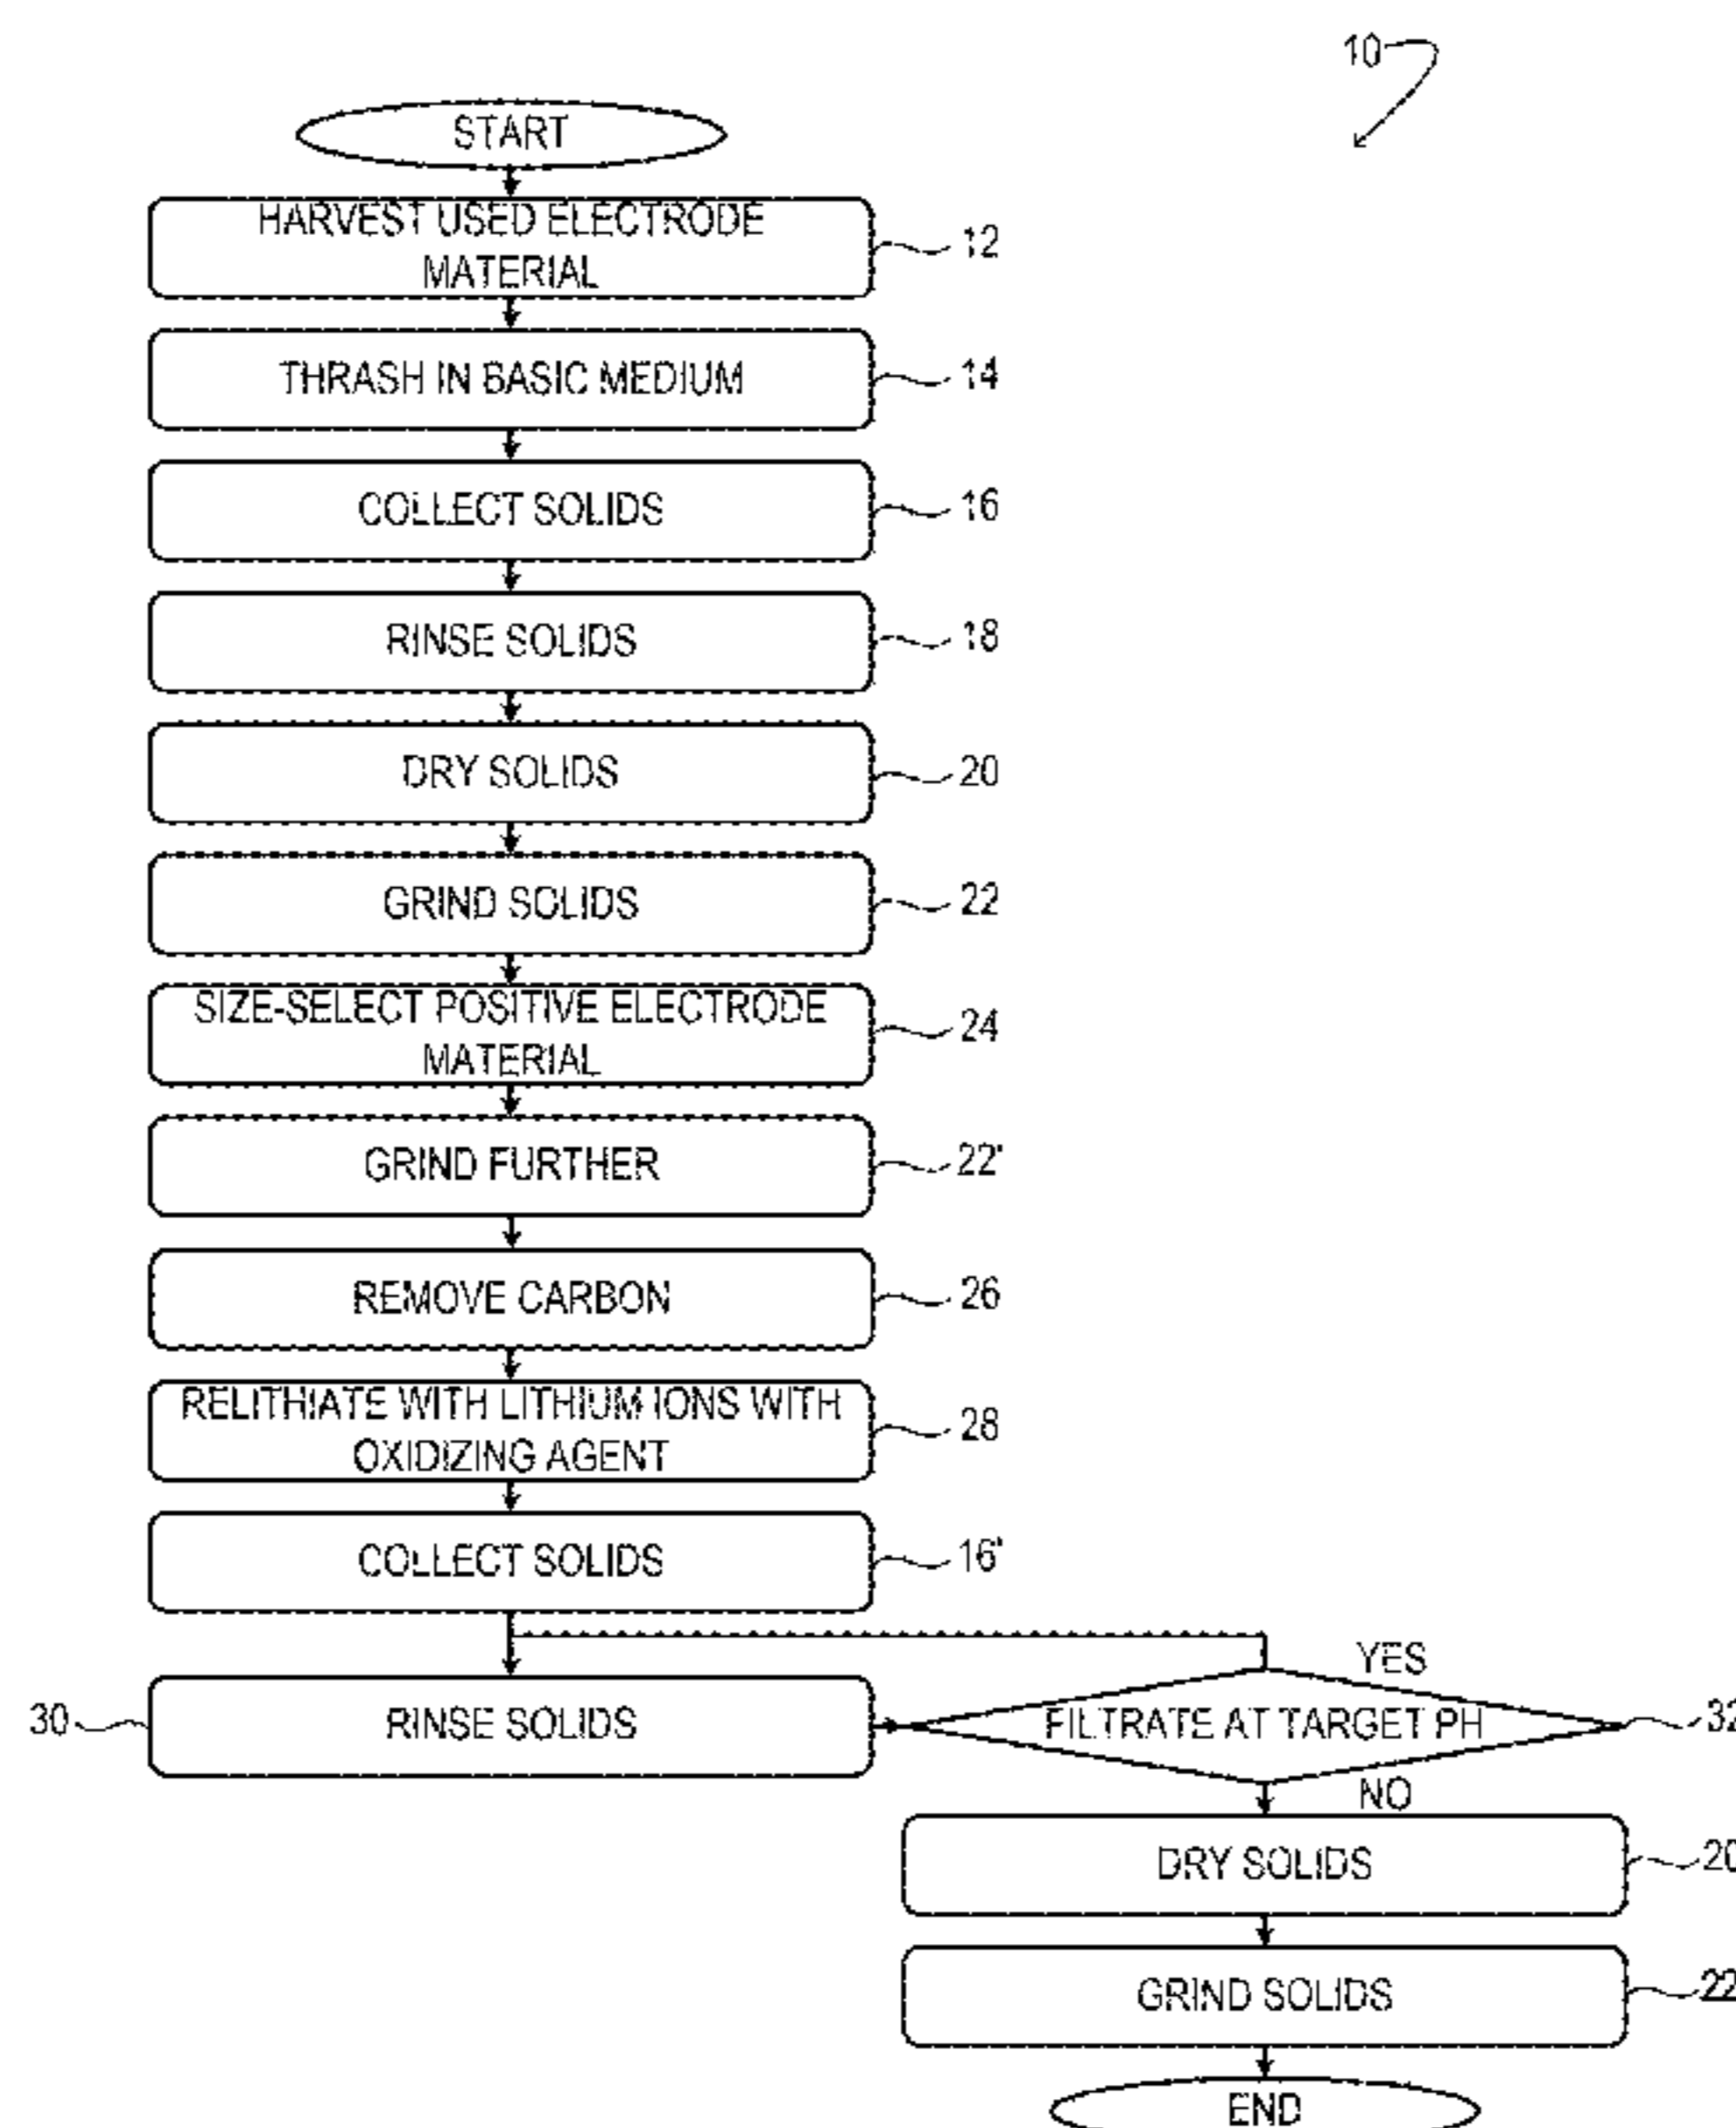 10
START
HARVEST USED ELECTRODE
MATERIAL
12
THRASH IN BASIC MEDIUM
14
COLLECT SOLIDS
16
RINSE SOLIDS
18
DRY SOLIDS
20
GRIND SOLIDS
22
SIZE-SELECT POSITIVE ELECTRODE
MATERIAL
24
GRIND FURTHER
22'
REMOVE CARBON
26
RELITHIATE WITH LITHIUM IONS WITH
OXIDIZING AGENT
28
COLLECT SOLIDS
16'
YES
30
RINSE SOLIDS
FILTRATE AT TARGET PH
32
NO
DRY SOLIDS
20
GRIND SOLIDS
22
END